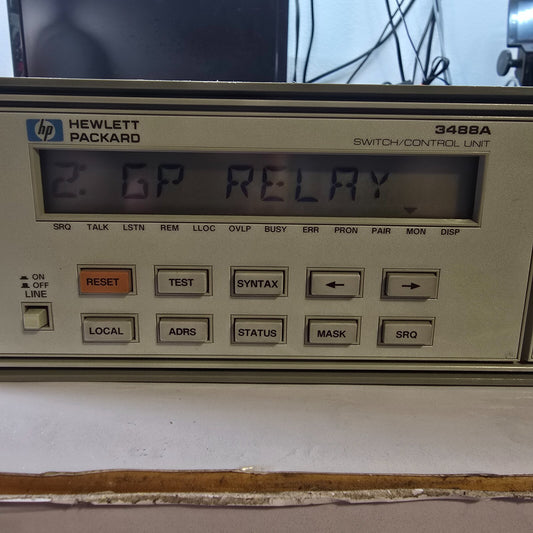 hp HEWLETT
PACKARD
3488A
SWITCH/CONTROL UNIT
2: GP RELAY
SRQ TALK LSTN REM LLOC OVLP BUSY ERR PRON PAIR MON DISP
ON
OFF
LINE
RESET TEST SYNTAX ← →
LOCAL ADRS STATUS MASK SRQ